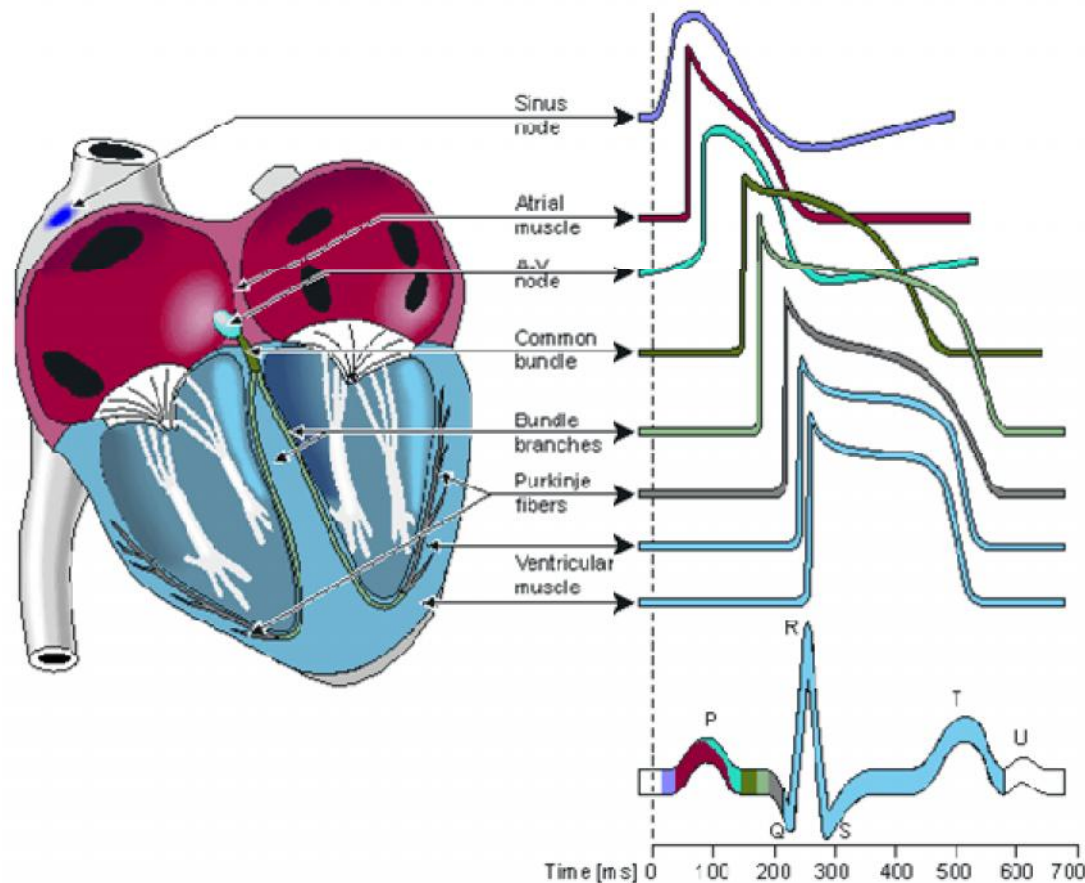 Sinus
node
Atrial
muscle
A-V
node
Common
bundle
Bundle
branches
Purkinje
fibers
Ventricular
muscle
R
P
T
U
Q
S
Time [ms]
0
100
200
300
400
500
600
700